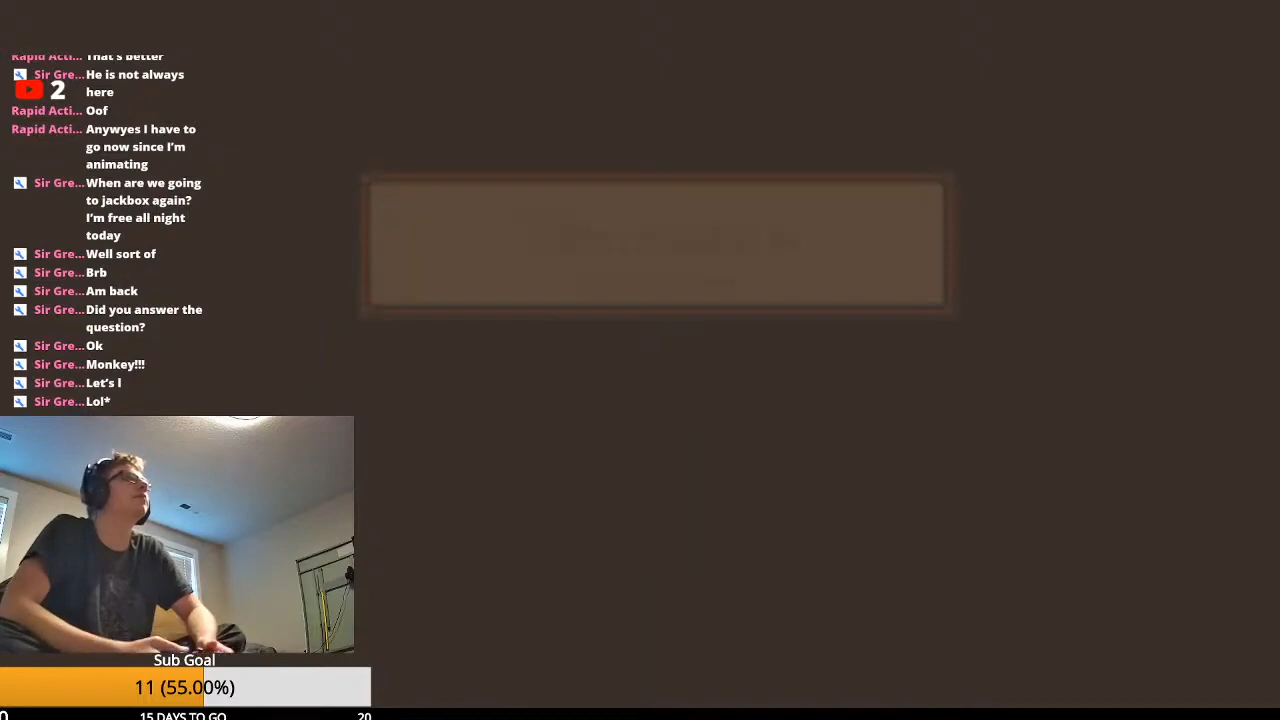 Rapid Acti... That's better
Sir Gre... He is not always
here
2
Rapid Acti... Oof
Rapid Acti... Anywyes I have to
go now since I'm
animating
Sir Gre... When are we going
to jackbox again?
I'm free all night
today
Sir Gre... Well sort of
Sir Gre... Brb
Sir Gre... Am back
Sir Gre... Did you answer the
question?
Sir Gre... Ok
Sir Gre... Monkey!!!
Sir Gre... Let's l
Sir Gre... Lol*
Sub Goal
11 (55.00%)
0 15 DAYS TO GO 20